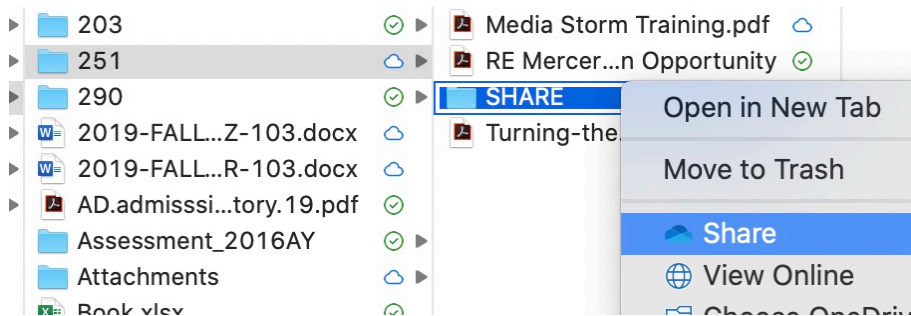 203
251
290
2019-FALL...Z-103.docx
2019-FALL...R-103.docx
AD.admisssi...tory.19.pdf
Assessment_2016AY
Attachments
Book.xlsx
Media Storm Training.pdf
RE Mercer...n Opportunity
SHARE
Turning-the.
Open in New Tab
Move to Trash
Share
View Online
Choose OneDriv